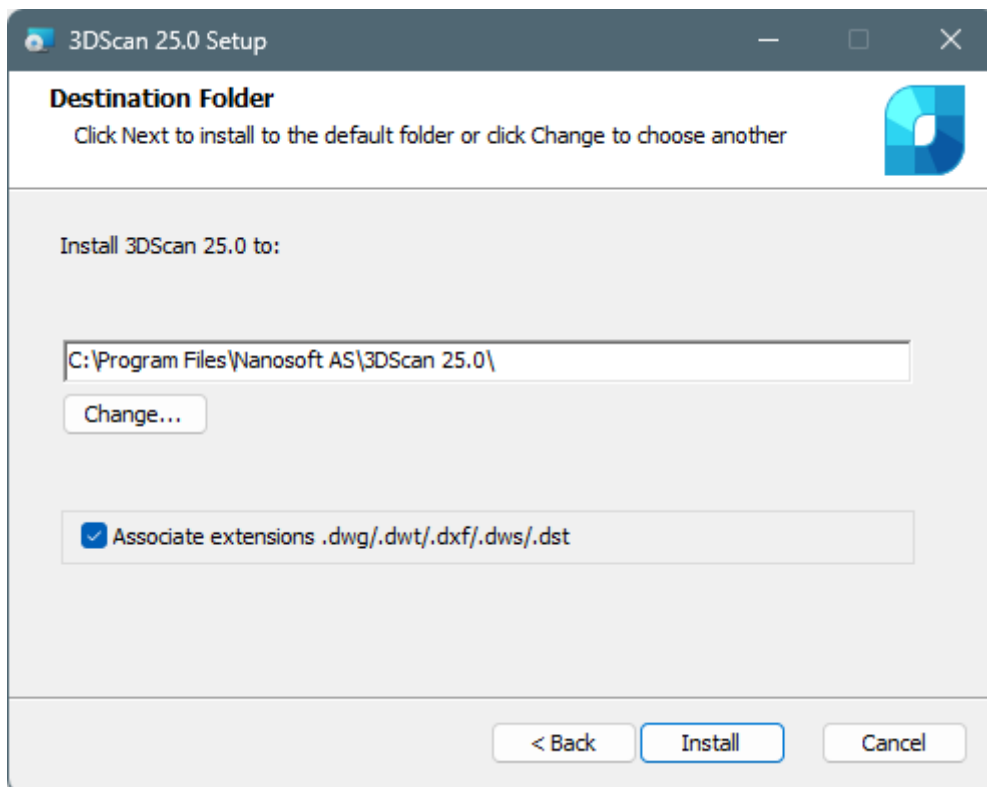 3DScan 25.0 Setup
Destination Folder
Click Next to install to the default folder or click Change to choose another
Install 3DScan 25.0 to:
C:\Program Files\Nanosoft AS\3DScan 25.0\
Change...
Associate extensions .dwg/.dwt/.dxf/.dws/.dst
< Back Install Cancel